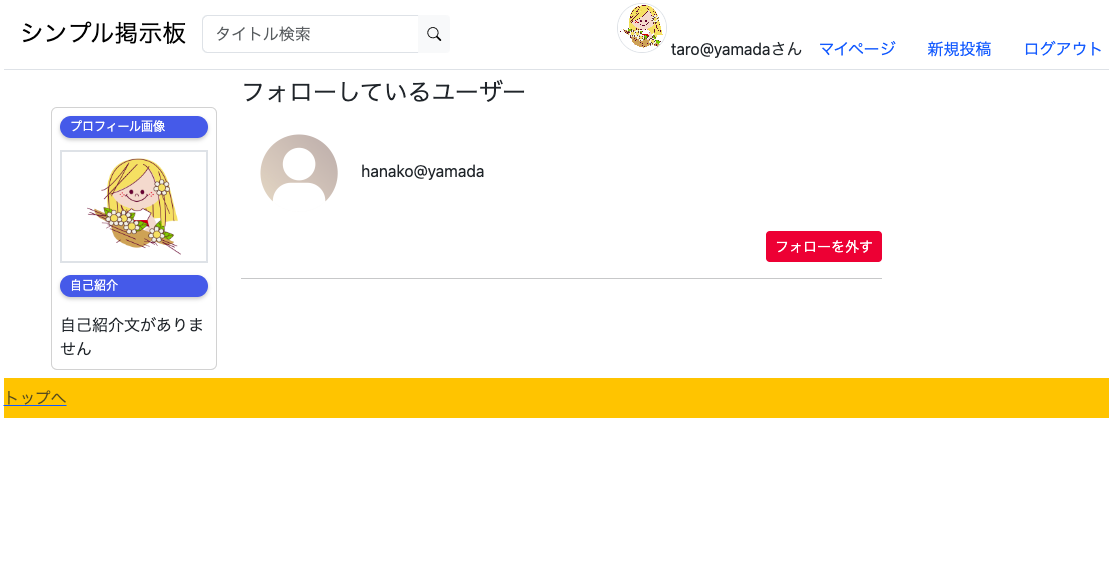 シンプル掲示板
タイトル検索
taro@yamadaさん
マイページ
新規投稿
ログアウト
プロフィール画像
自己紹介
自己紹介文がありま
せん
フォローしているユーザー
hanako@yamada
フォローを外す
トップへ